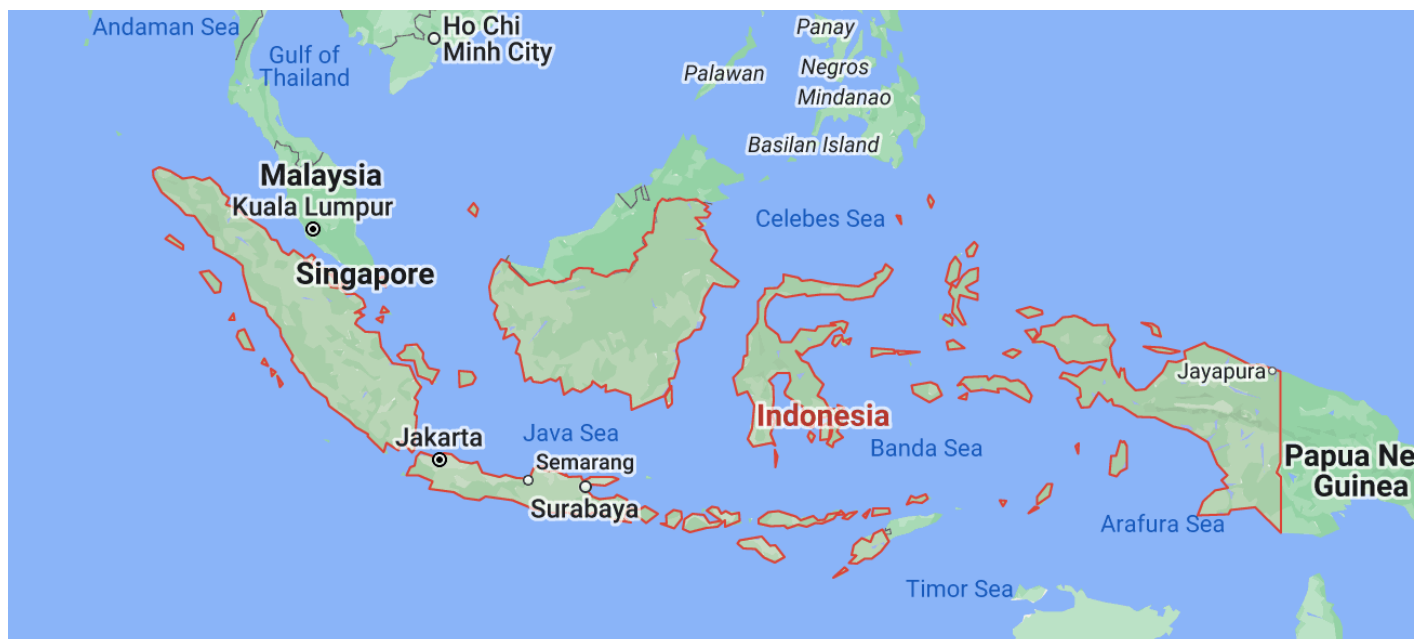 Andaman Sea
Gulf of
Thailand
Ho Chi
Minh City
Panay
Palawan
Negros
Mindanao
Basilan Island
Malaysia
Kuala Lumpur
Singapore
Celebes Sea
Jayapura
Indonesia
Jakarta
Java Sea
Banda Sea
Semarang
Papua Ne
Guinea
Surabaya
Arafura Sea
Timor Sea